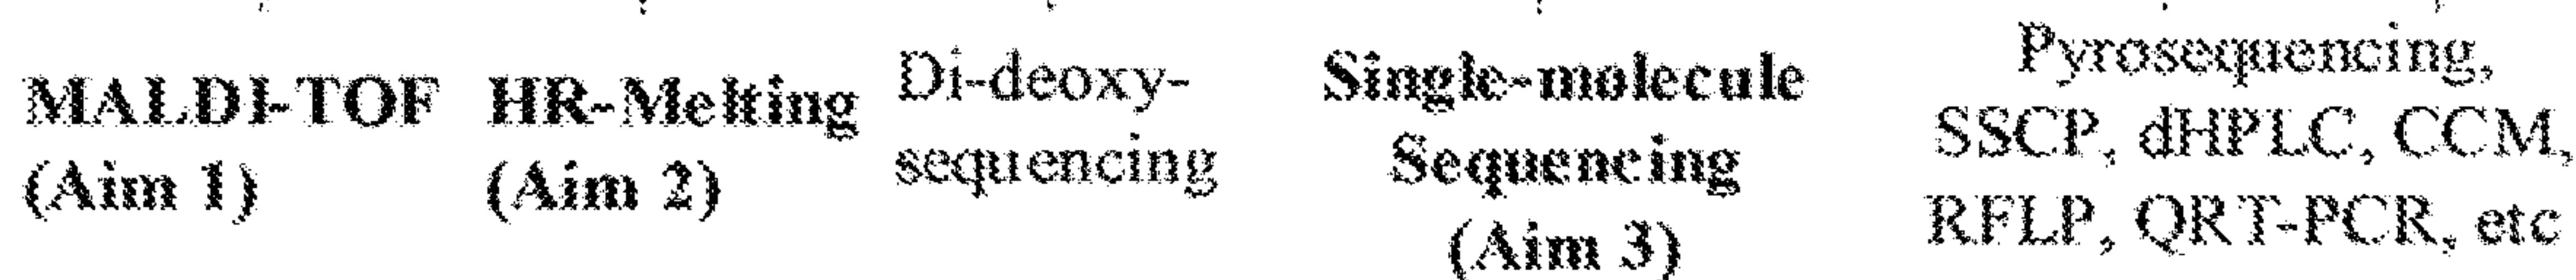 MALDI-TOF
(Aim 1)
HR-Melting
(Aim 2)
Di-deoxy-
sequencing
Single-molecule
Sequencing
(Aim 3)
Pyrosequencing,
SSCP, dHPLC, CCM,
RFLP, QRT-PCR, etc